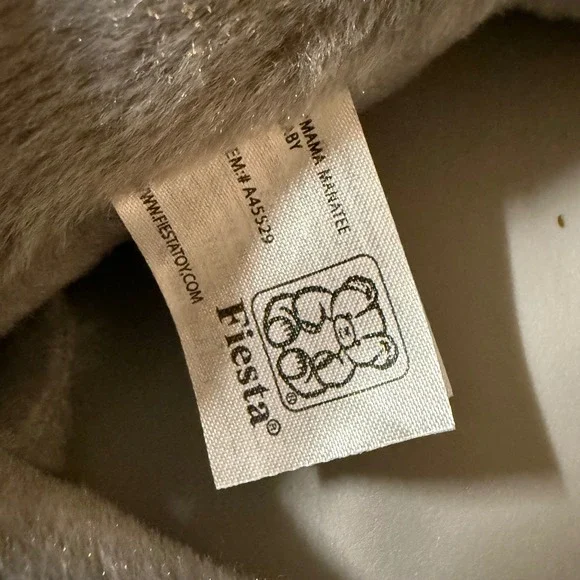 MAMA MANATEE
ABY
EM:# A45529
WWW.FIESTATOY.COM
Fiesta®
®